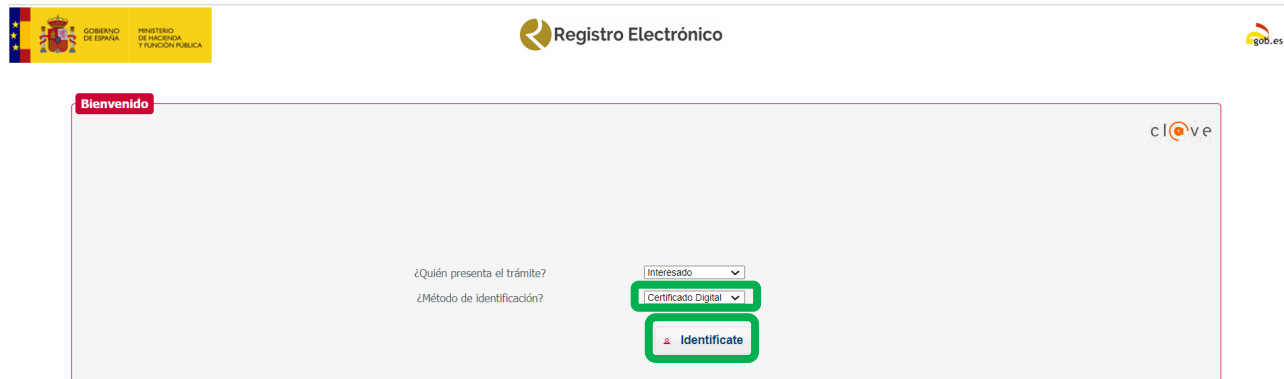 GOBIERNO
DE ESPAÑA
MINISTERIO
DE HACIENDA
Y FUNCIÓN PÚBLICA
Registro Electrónico
gob.es
Bienvenido
cl@ve
¿Quién presenta el trámite?
Interesado
¿Método de identificación?
Certificado Digital
Identifícate